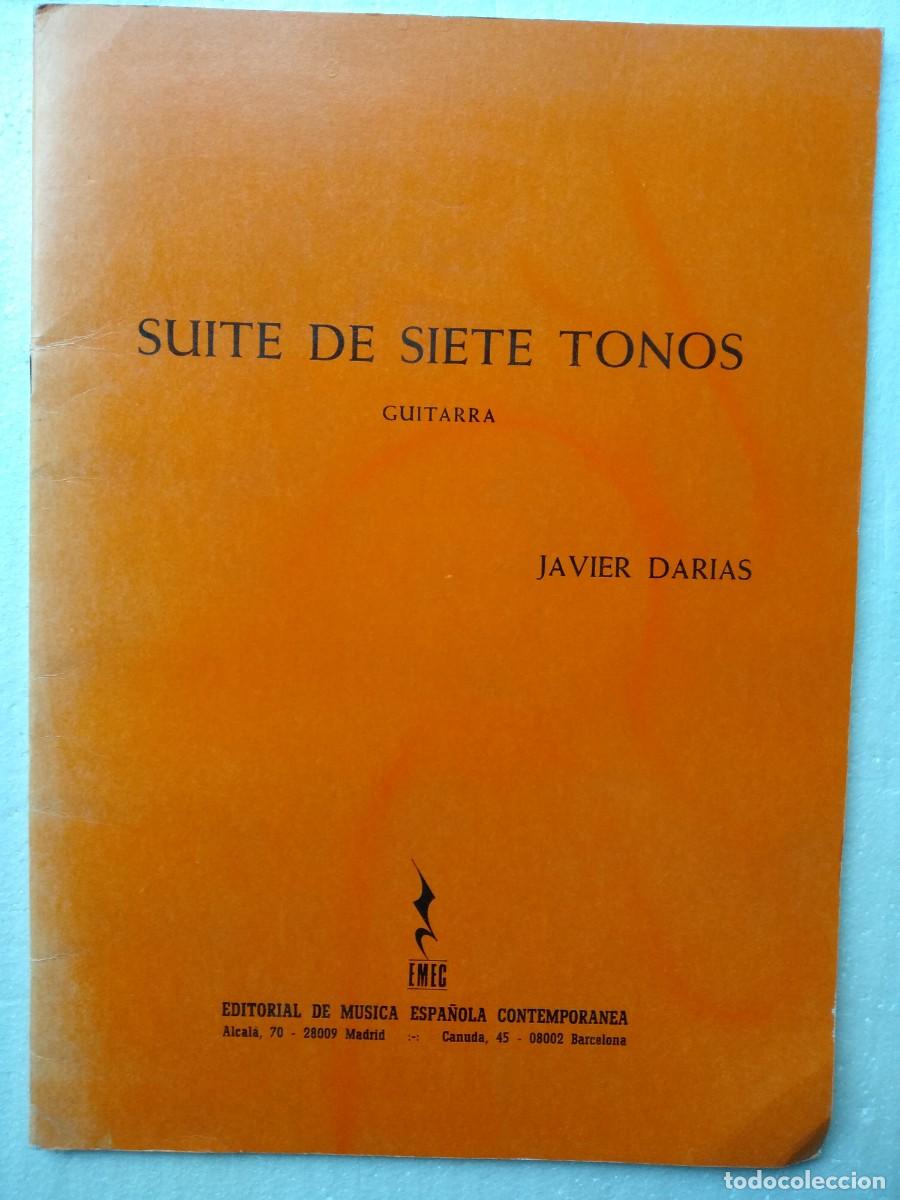 SUITE DE SIETE TONOS
GUITARRA
JAVIER DARIAS
EMEC
EDITORIAL DE MUSICA ESPAÑOLA CONTEMPORANEA
Alcalá, 70 - 28009 Madrid :-: Canuda, 45 - 08002 Barcelona
todocoleccion